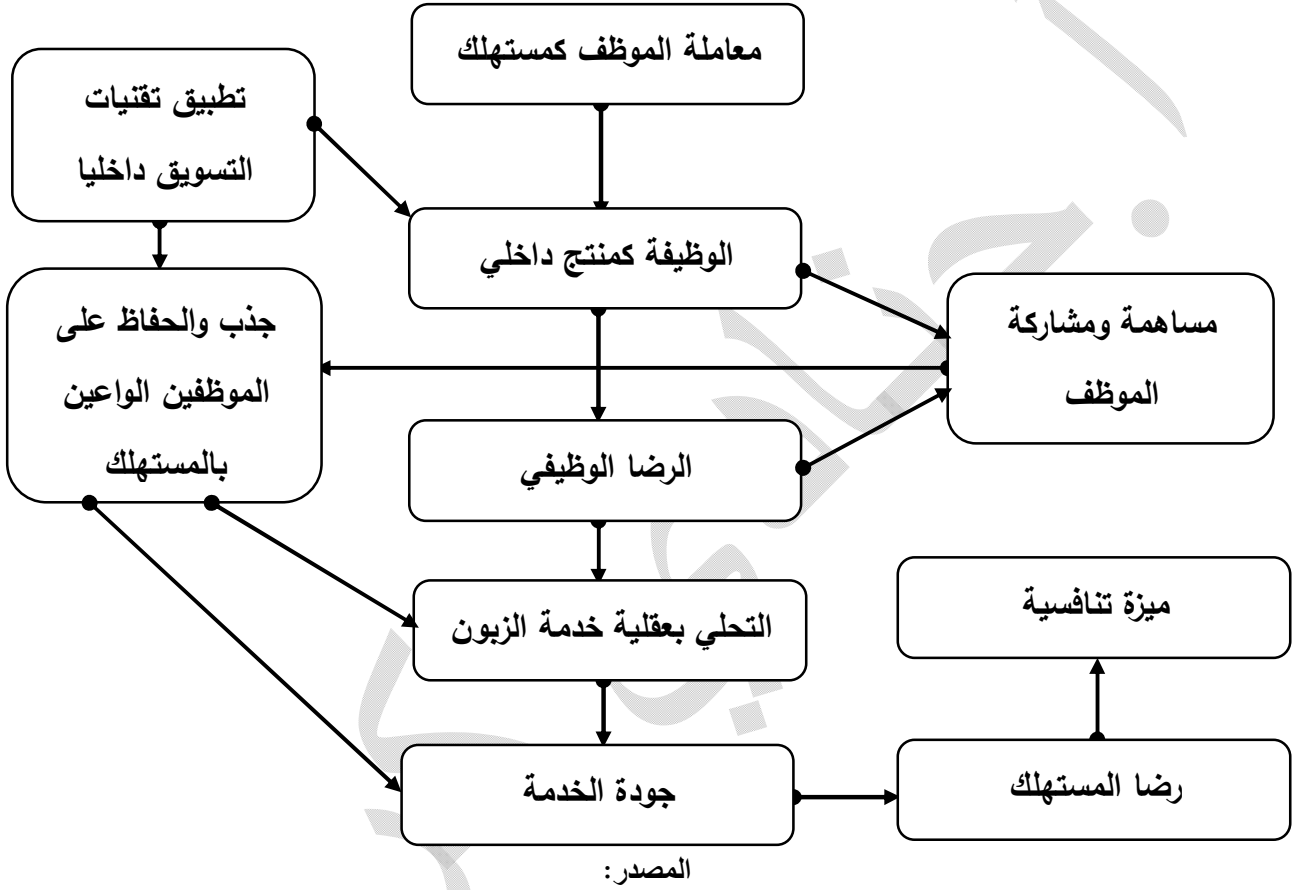 معاملة الموظف كمستهلك
تطبيق تقنيات
التسويق داخليا
الوظيفة كمنتج داخلي
مساهمة ومشاركة
الموظف
جذب والحفاظ على
الموظفين الواعين
بالمستهلك
الرضا الوظيفي
التحلي بعقلية خدمة الزبون
ميزة تنافسية
جودة الخدمة
رضا المستهلك
المصدر: